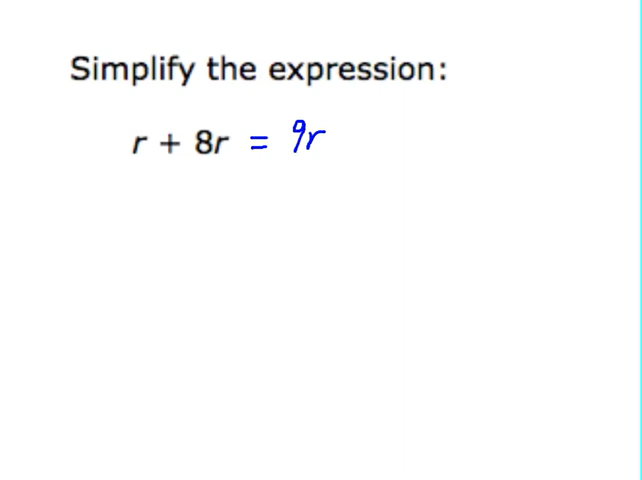 Simplify the expression:
r + 8r = 9r